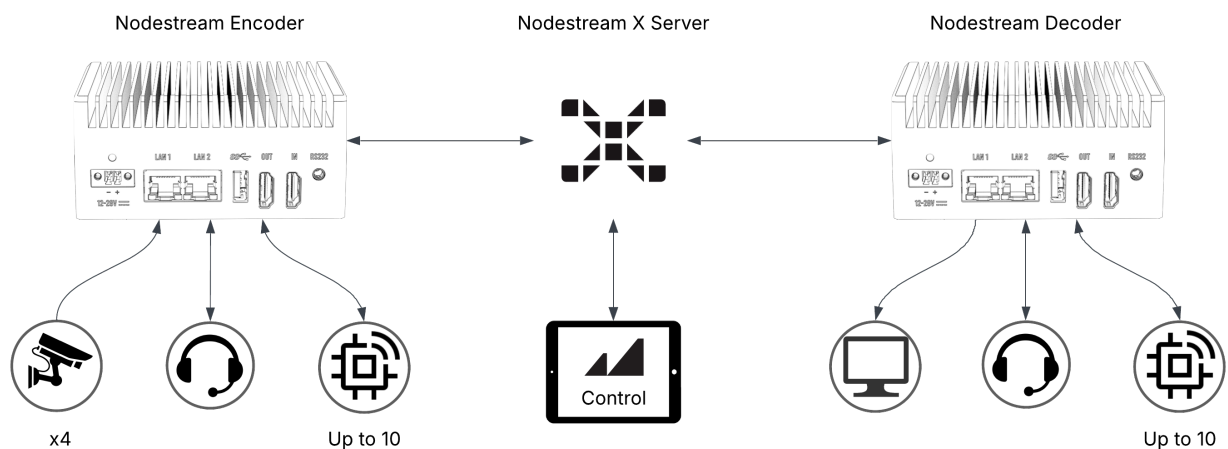 Nodestream Encoder
Nodestream X Server
Nodestream Decoder
LAN 1 LAN 2 OUT IN RS232
- +
12-28V
LAN 1 LAN 2 OUT IN RS232
- +
12-28V
Control
x4
Up to 10
Up to 10